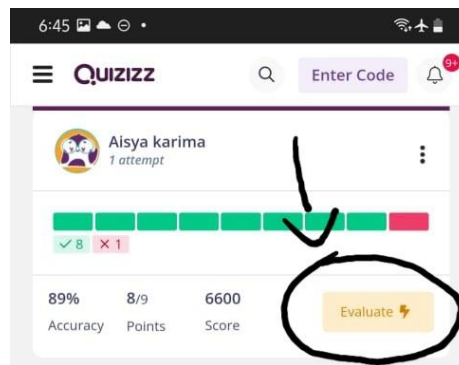 6:45
QUIZIZZ
Enter Code
9+
Aisya karima
1 attempt
8 1
89% 8/9 6600
Accuracy Points Score
Evaluate